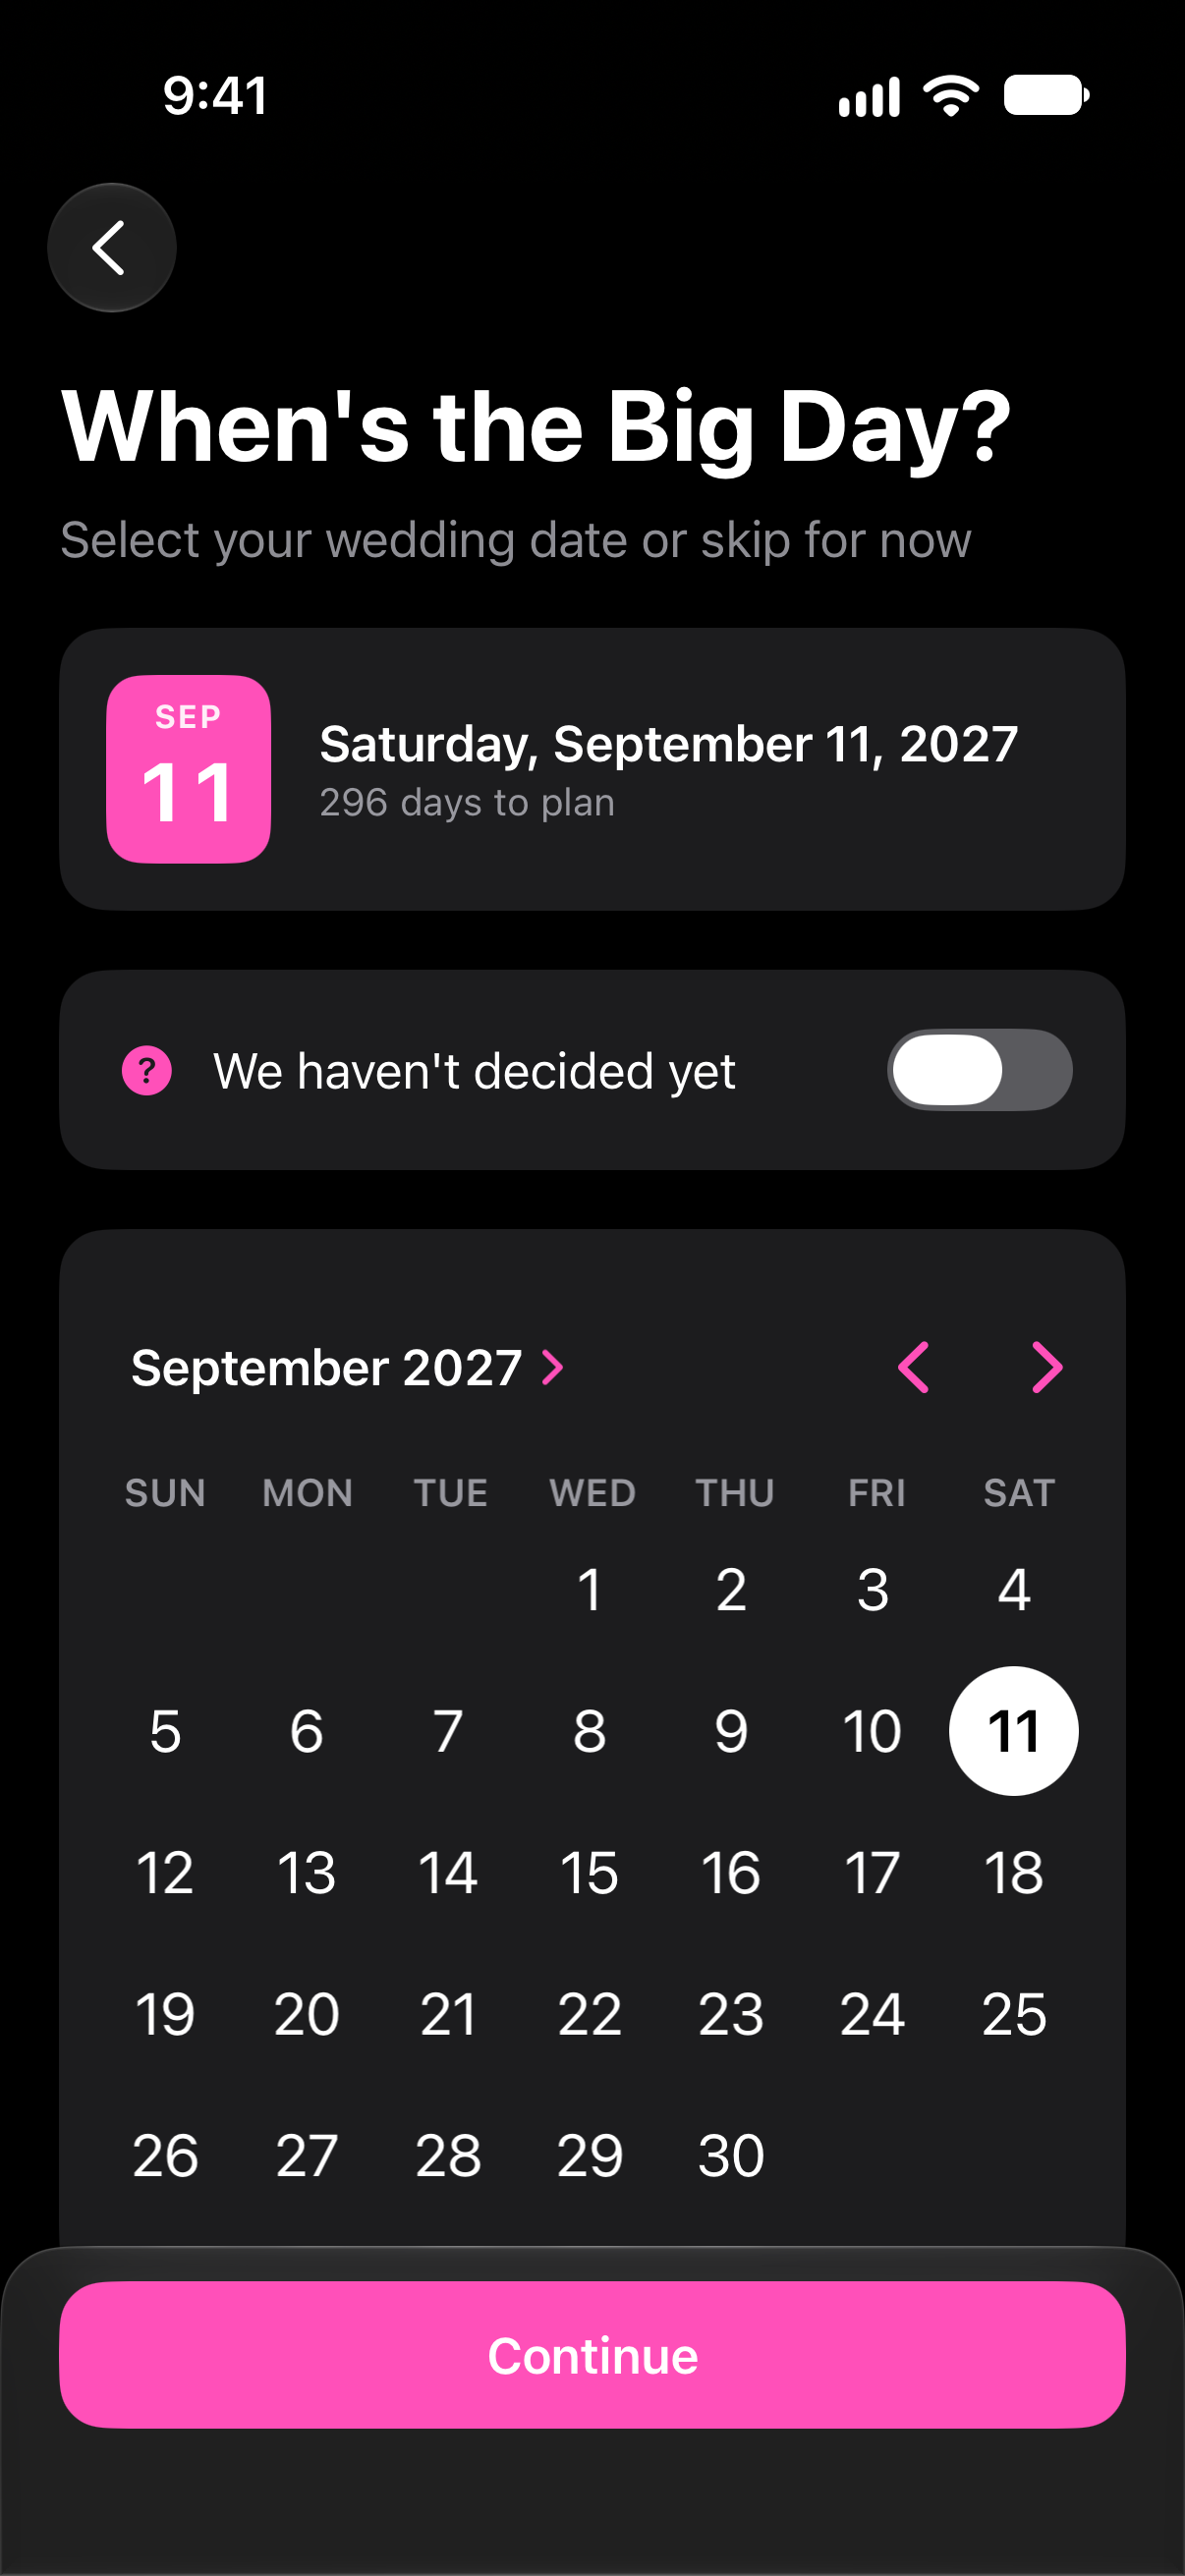 9:41
When's the Big Day?
Select your wedding date or skip for now
SEP
11
Saturday, September 11, 2027
296 days to plan
? We haven't decided yet
September 2027
SUN MON TUE WED THU FRI SAT
1 2 3 4
5 6 7 8 9 10 11
12 13 14 15 16 17 18
19 20 21 22 23 24 25
26 27 28 29 30
Continue